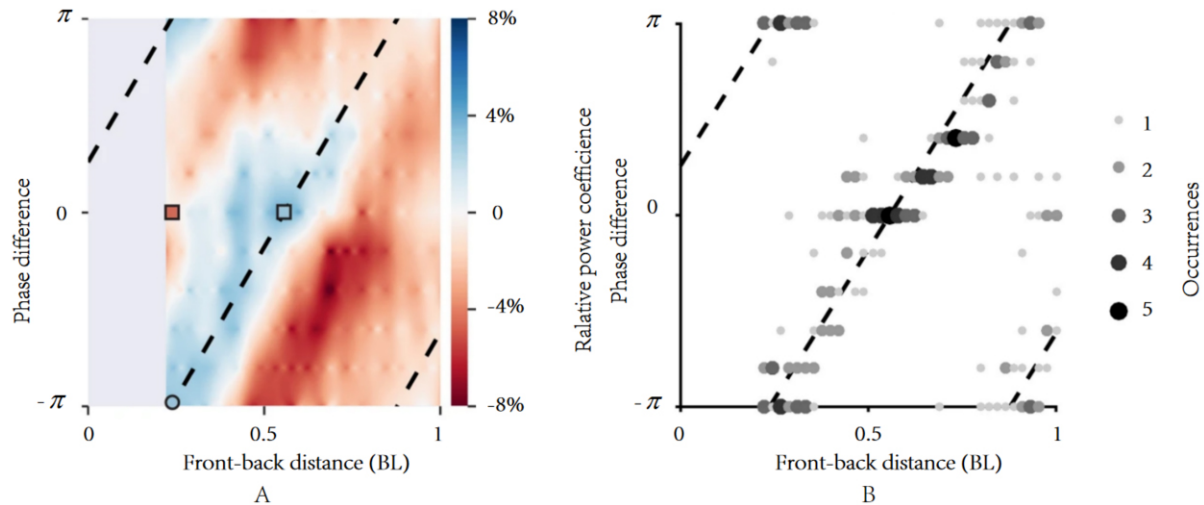 π
0
-π
Phase difference
0
0.5
1
Front-back distance (BL)
A
8%
4%
0
-4%
-8%
Ralative power coefficience
Phase difference
π
0
-π
0
0.5
1
Front-back distance (BL)
B
1
2
3
4
5
Occurrences